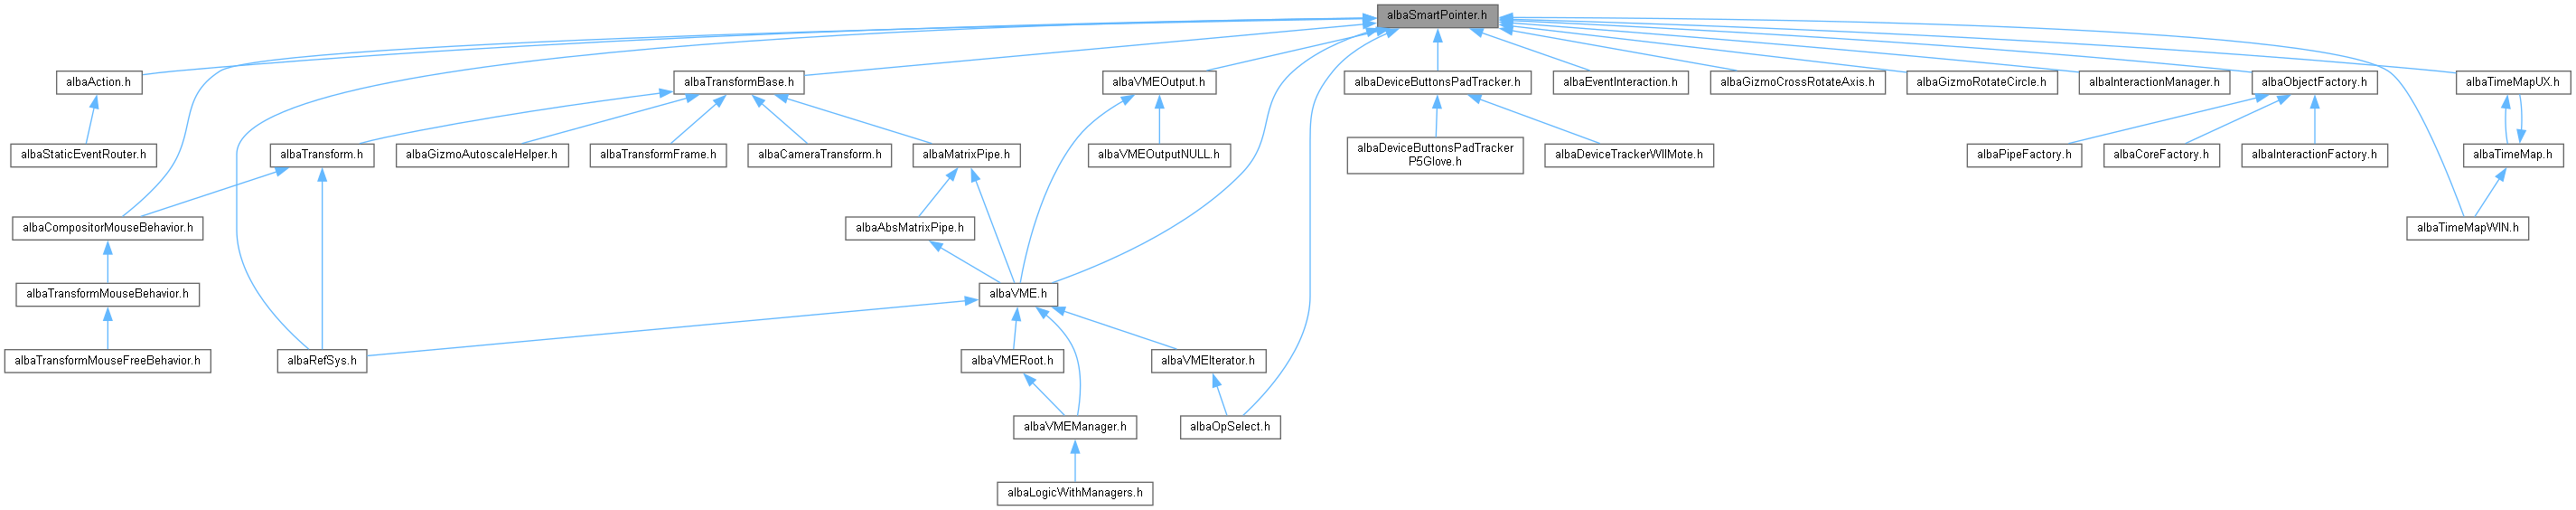 albaSmartPointer.h
albaAction.h
albaTransformBase.h
albaVMEOutput.h
albaDeviceButtonsPadTracker.h
albaEventInteraction.h
albaGizmoCrossRotateAxis.h
albaGizmoRotateCircle.h
albaInteractionManager.h
albaObjectFactory.h
albaTimeMapUX.h
albaStaticEventRouter.h
albaTransform.h
albaGizmoAutoscaleHelper.h
albaTransformFrame.h
albaCameraTransform.h
albaMatrixPipe.h
albaVMEOutputNULL.h
albaDeviceButtonsPadTracker
P5Glove.h
albaDeviceTrackerWIIMote.h
albaPipeFactory.h
albaCoreFactory.h
albaInteractionFactory.h
albaTimeMap.h
albaCompositorMouseBehavior.h
albaAbsMatrixPipe.h
albaTimeMapWIN.h
albaTransformMouseBehavior.h
albaVME.h
albaTransformMouseFreeBehavior.h
albaRefSys.h
albaVMERoot.h
albaVMEIterator.h
albaVMEManager.h
albaOpSelect.h
albaLogicWithManagers.h